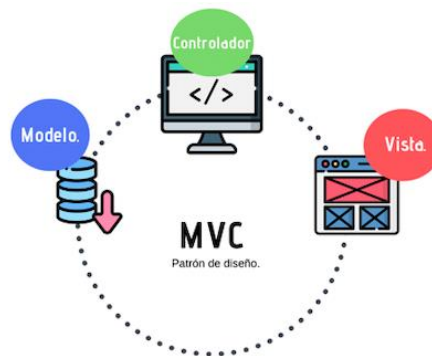 Controlador
Modelo.
Vista.
</>
MVC
Patrón de diseño.